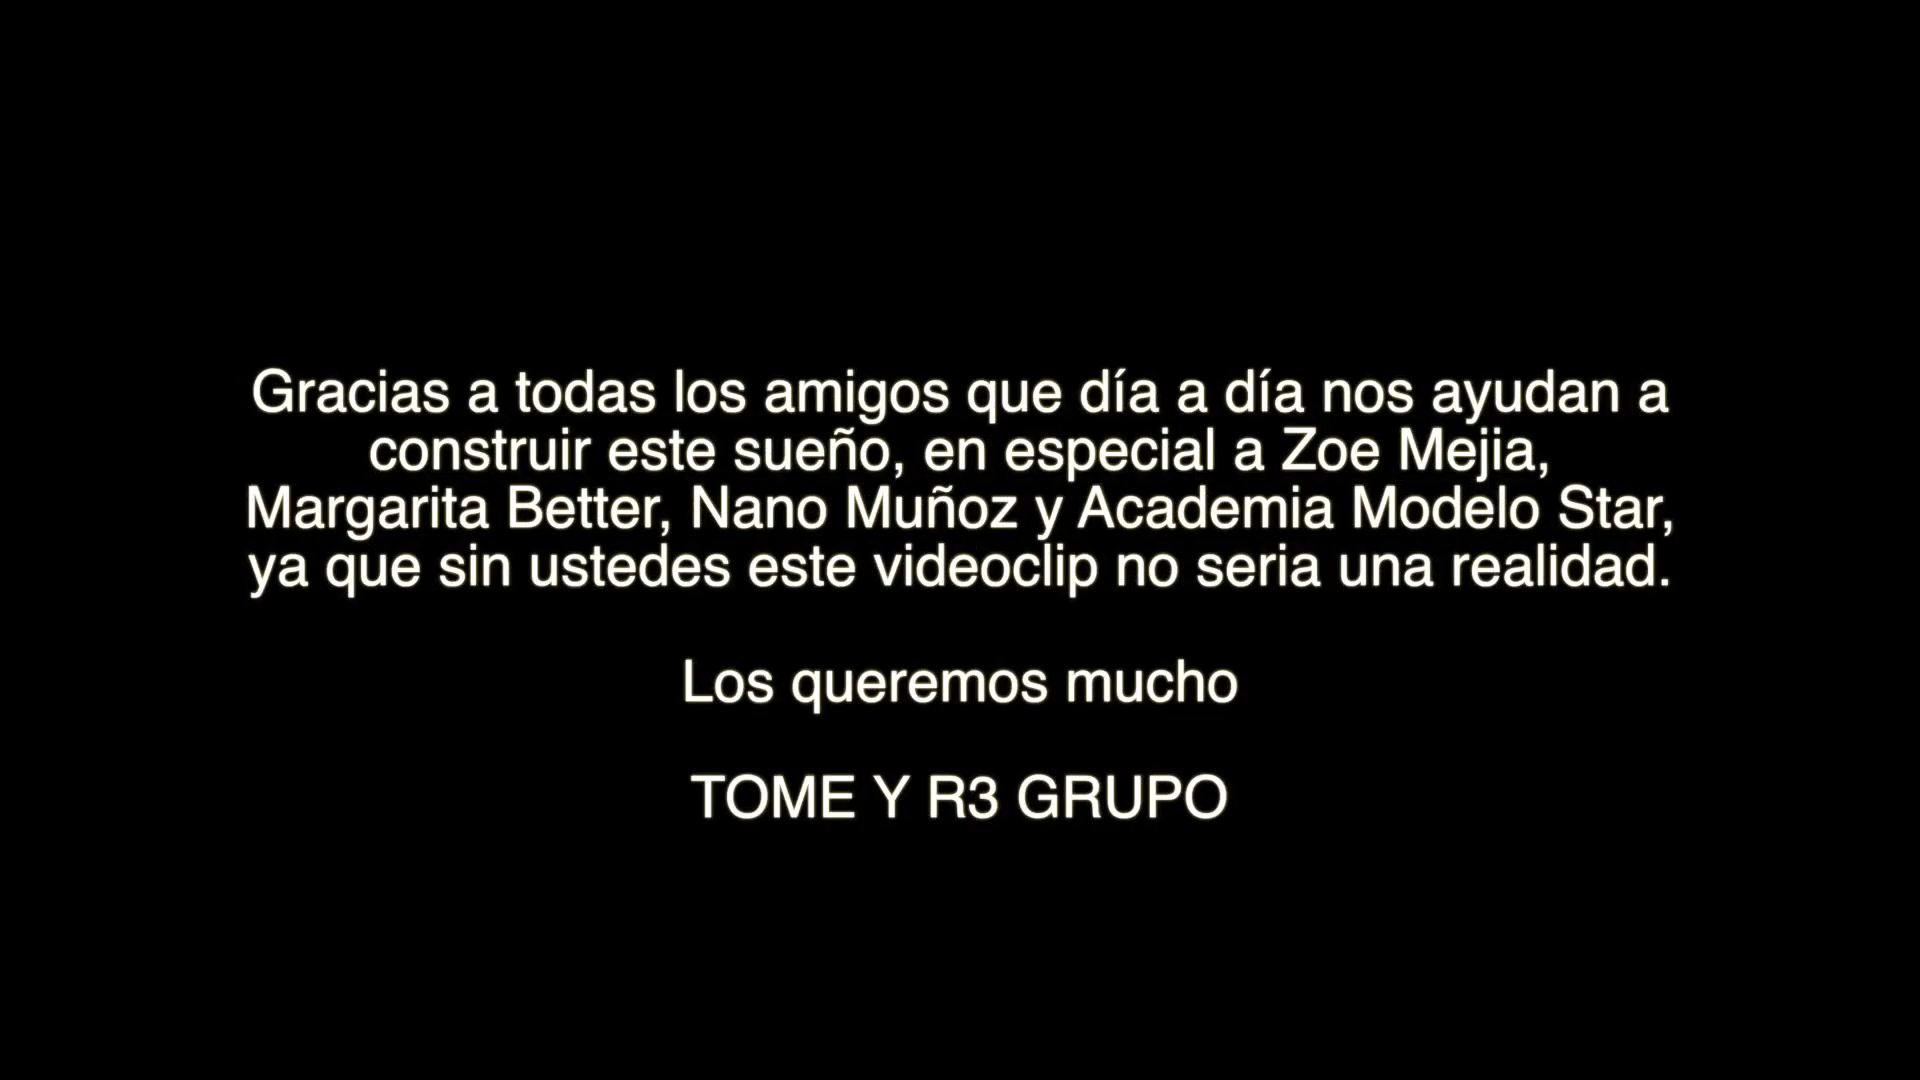 Gracias a todas los amigos que día a día nos ayudan a
construir este sueño, en especial a Zoe Mejia,
Margarita Better, Nano Muñoz y Academia Modelo Star,
ya que sin ustedes este videoclip no seria una realidad.
Los queremos mucho
TOME Y R3 GRUPO